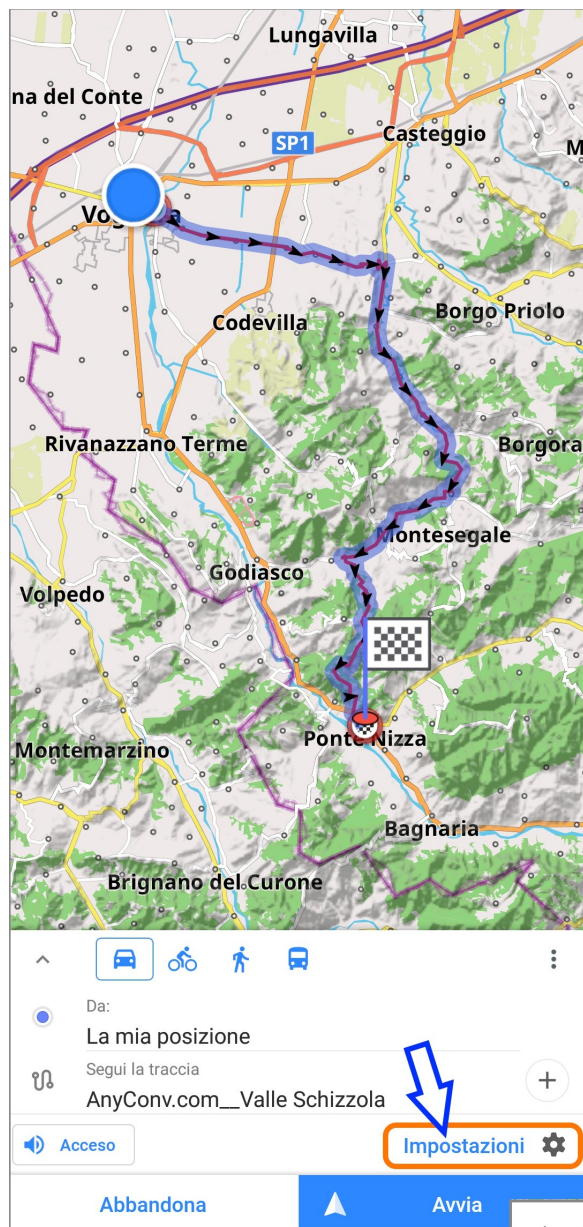 Lungavilla
na del Conte
SP1
Casteggio
M
Borgo Priolo
Codevilla
Rivanazzano Terme
Borgora
Montesegale
Godiasco
Volpedo
Ponte Nizza
Montemarzino
Bagnaria
Brignano del Curone
Da:
La mia posizione
Segui la traccia
AnyConv.com__Valle Schizzola
Acceso
Impostazioni
Abbandona
Avvia